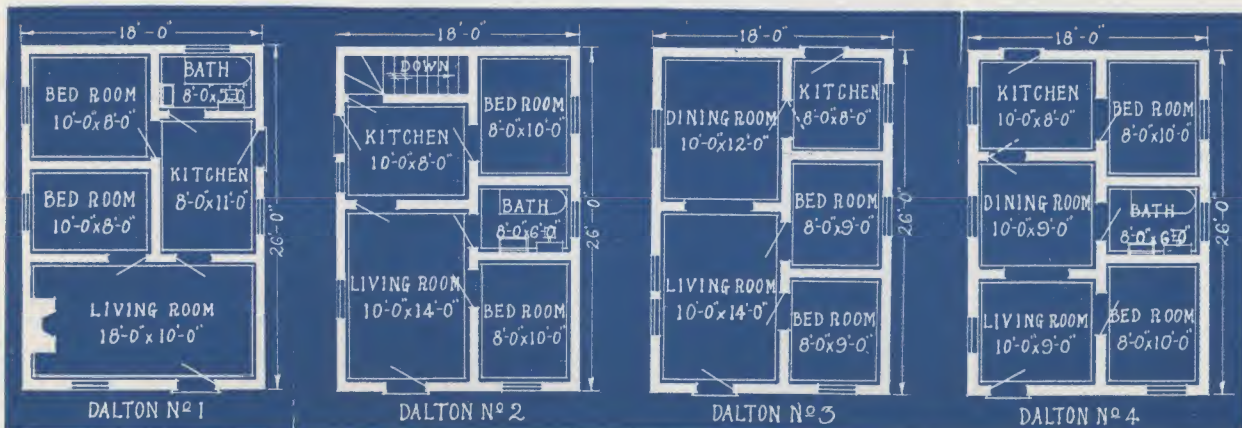 18'-0"
BED ROOM
10'-0"x8'-0"
BATH
8'-0"x5'-0
BED ROOM
10'-0"x8'-0"
KITCHEN
8'-0"x11'-0"
LIVING ROOM
18'-0"x10'-0"
26'-0"
DALTON Nº 1
18'-0"
DOWN
KITCHEN
10'-0"x8'-0"
BED ROOM
8'-0"x10'-0"
BATH
8'-0"x6'-0"
LIVING ROOM
10'-0"x14'-0"
BED ROOM
8'-0"x10'-0"
26'-0"
DALTON Nº 2
18'-0"
DINING ROOM
10'-0"x12'-0"
KITCHEN
8'-0"x8'-0"
BED ROOM
8'-0"x9'-0"
LIVING ROOM
10'-0"x14'-0"
BED ROOM
8'-0"x9'-0"
26'-0"
DALTON Nº 3
18'-0"
KITCHEN
10'-0"x8'-0"
BED ROOM
8'-0"x10'-0"
DINING ROOM
10'-0"x9'-0"
BATH
8'-0"x6'-0
LIVING ROOM
10'-0"x9'-0"
BED ROOM
8'-0"x10'-0"
26'-0"
DALTON Nº 4